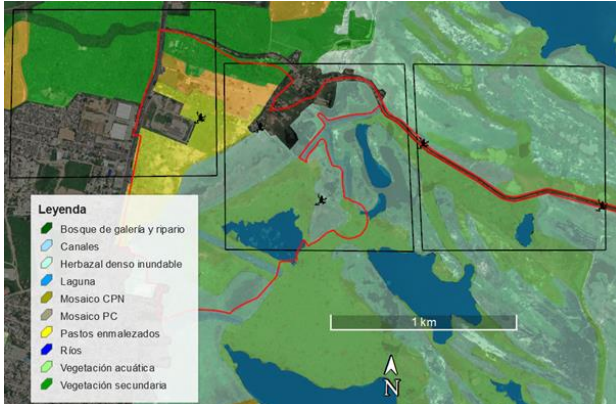 Leyenda
Bosque de galería y ripario
Canales
Herbazal denso inundable
Laguna
Mosaico CPN
Mosaico PC
Pastos enmalezados
Ríos
Vegetación acuática
Vegetación secundaria
1 km
N